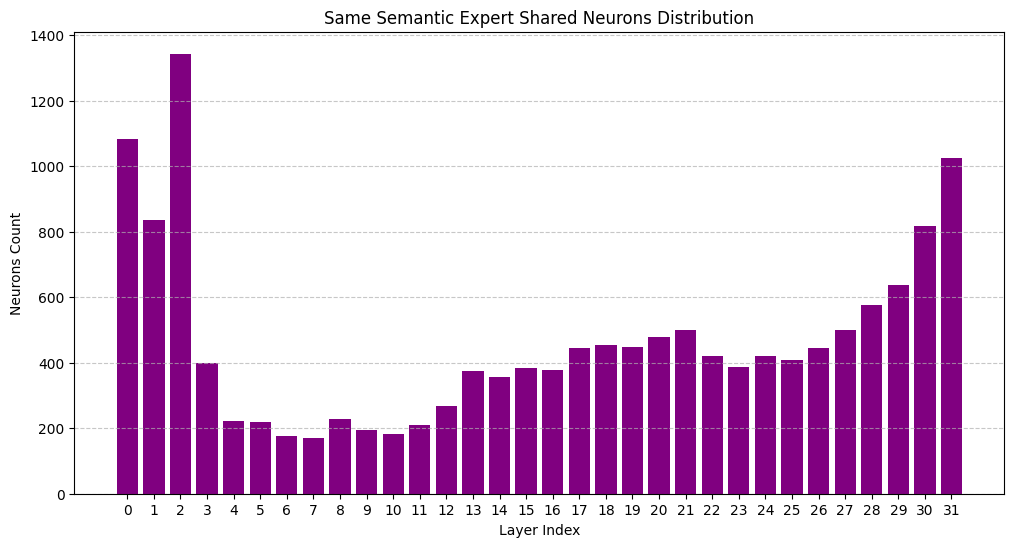 Same Semantic Expert Shared Neurons Distribution
Neurons Count
1400
1200
1000
800
600
400
200
0
0 1 2 3 4 5 6 7 8 9 10 11 12 13 14 15 16 17 18 19 20 21 22 23 24 25 26 27 28 29 30 31
Layer Index